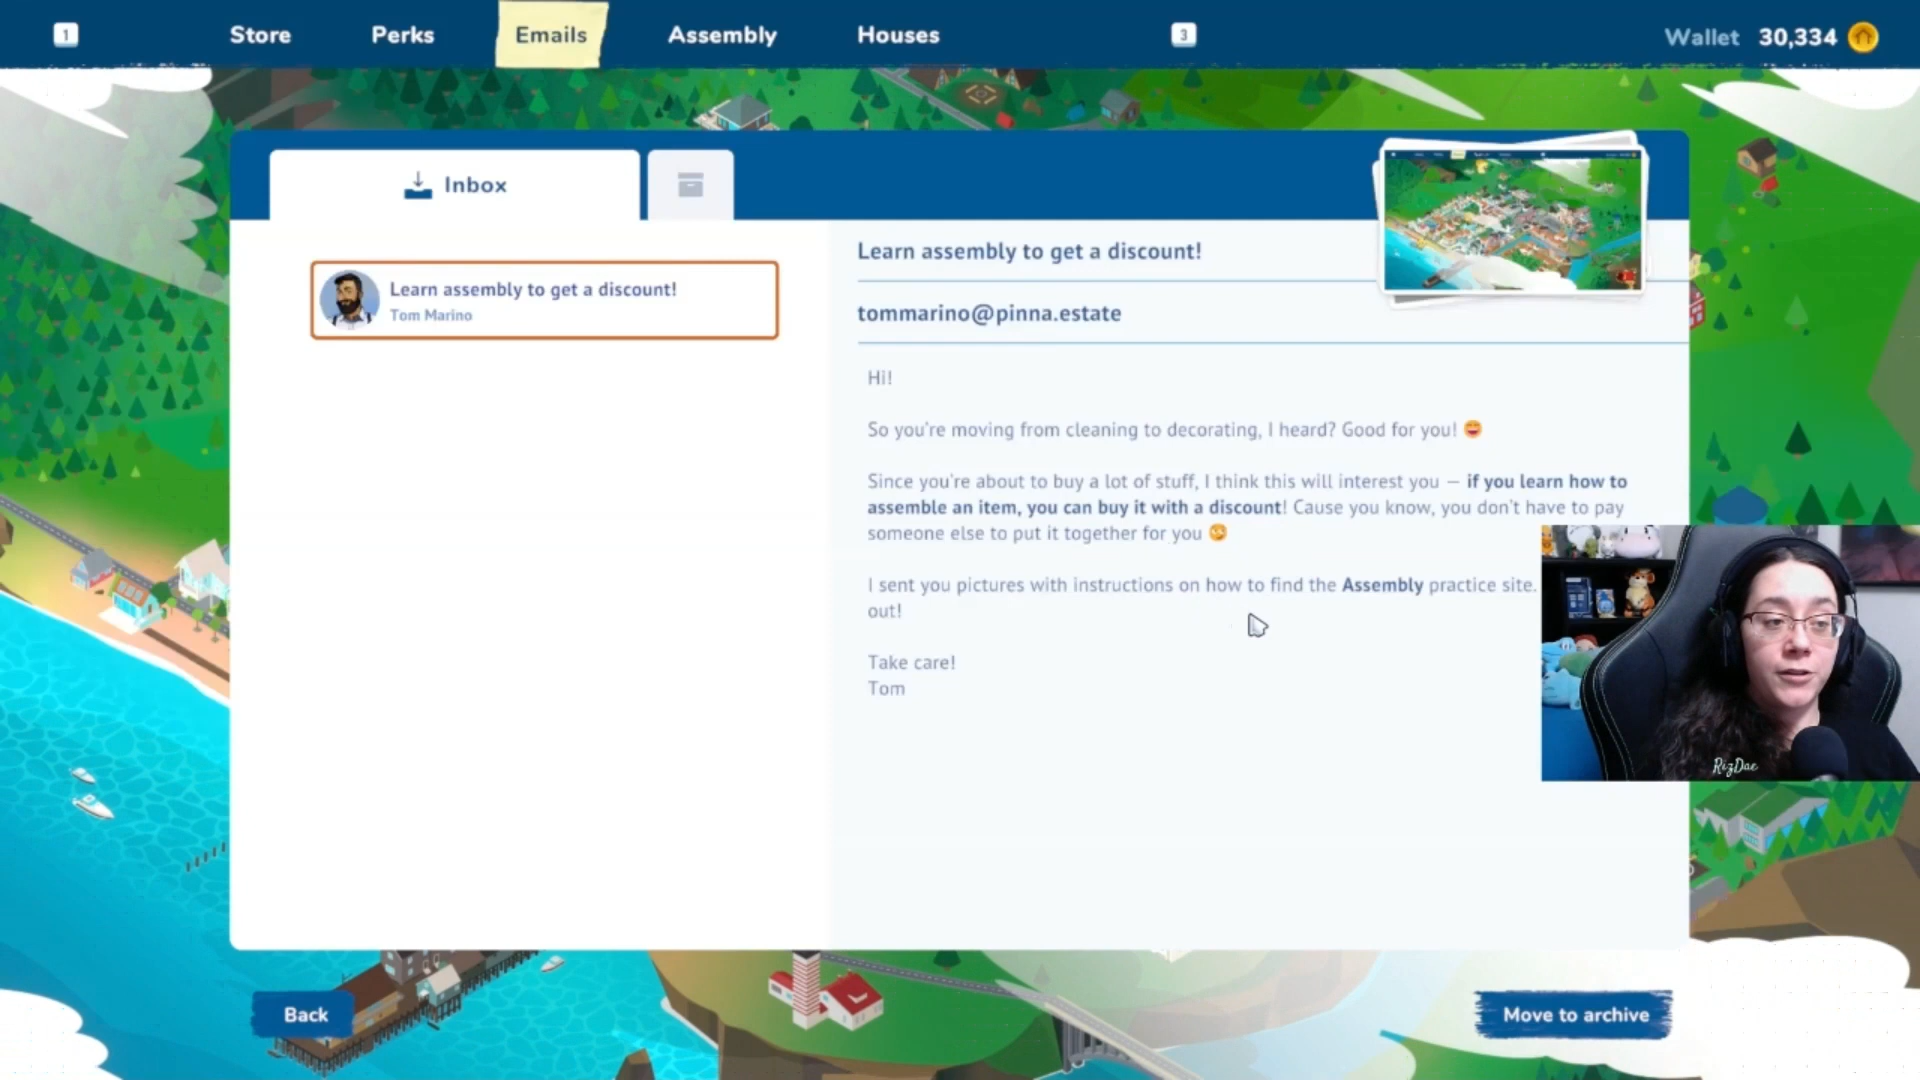 1 Store Perks Emails Assembly Houses 3 Wallet 30,334
Inbox
Learn assembly to get a discount!
Tom Marino
Learn assembly to get a discount!
tommarino@pinna.estate
Hi!
So you're moving from cleaning to decorating, I heard? Good for you!
Since you're about to buy a lot of stuff, I think this will interest you — if you learn how to
assemble an item, you can buy it with a discount! Cause you know, you don't have to pay
someone else to put it together for you
I sent you pictures with instructions on how to find the Assembly practice site.
out!
Take care!
Tom
RizDae
Back
Move to archive